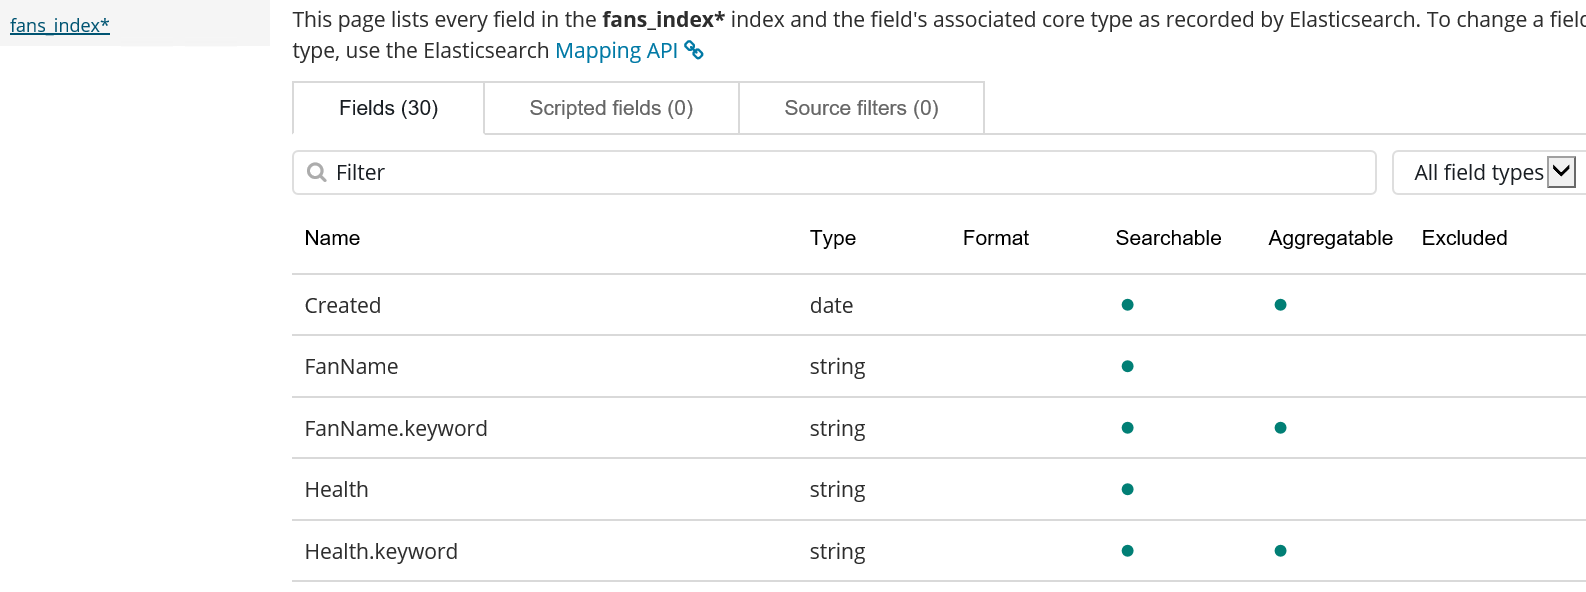 fans_index*
This page lists every field in the fans_index* index and the field's associated core type as recorded by Elasticsearch. To change a field
type, use the Elasticsearch Mapping API
Fields (30) Scripted fields (0) Source filters (0)
Filter All field types
Name Type Format Searchable Aggregatable Excluded
Created date
FanName string
FanName.keyword string
Health string
Health.keyword string